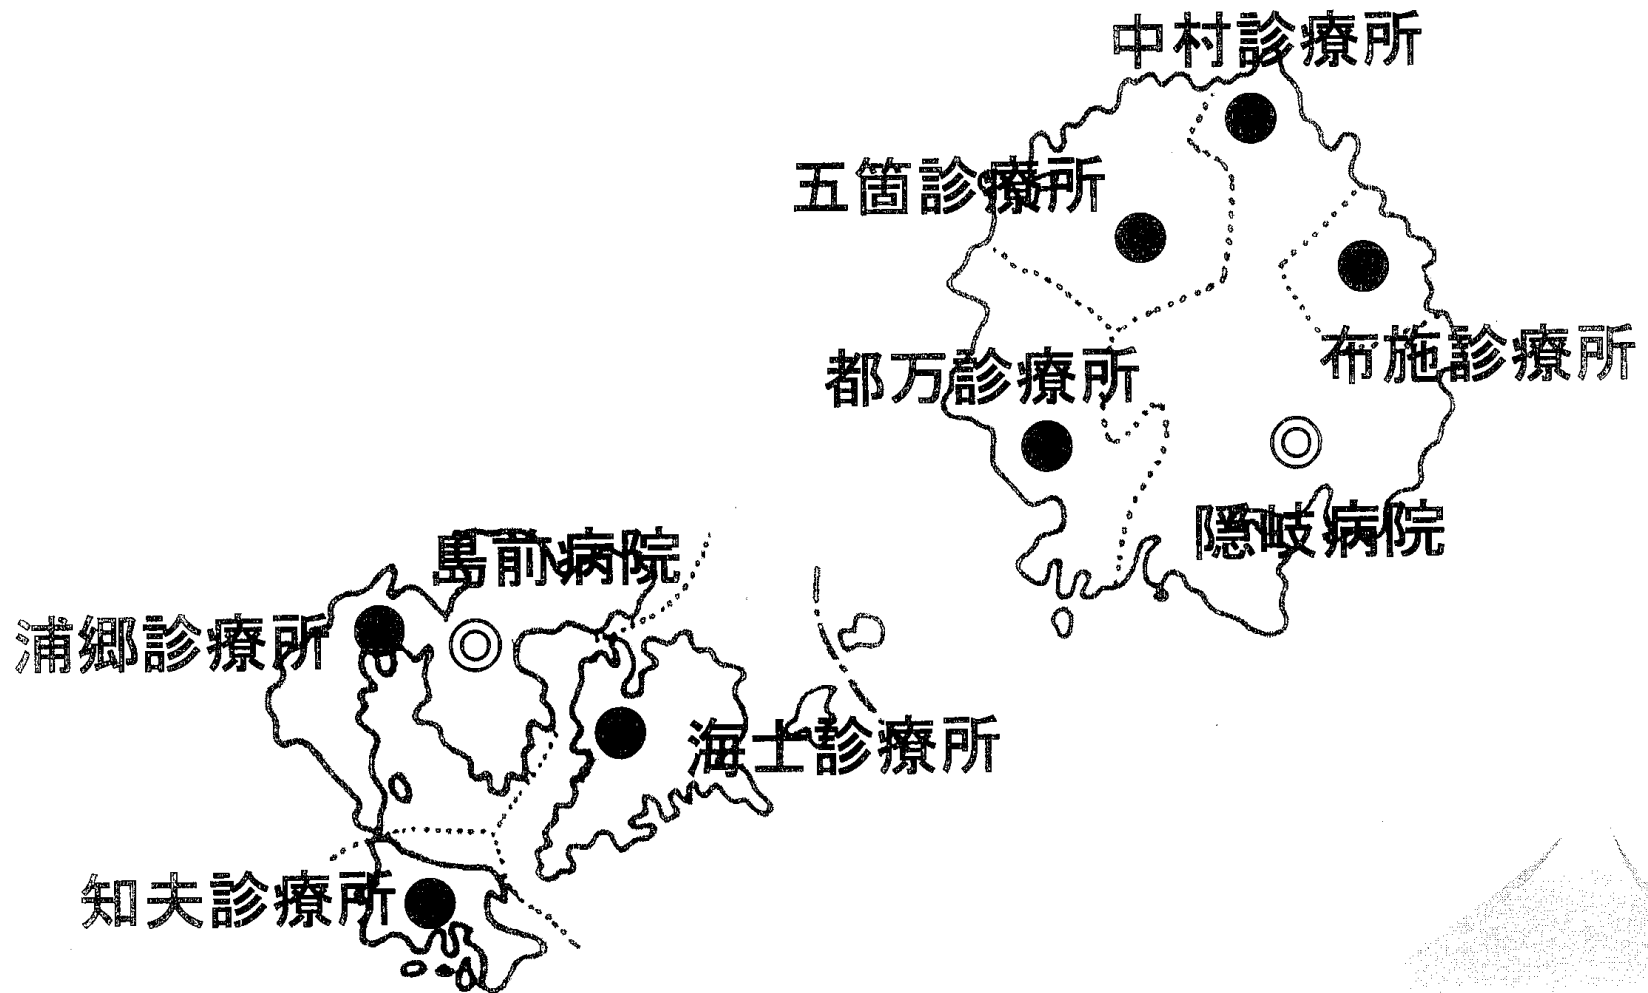 中村診療所
五箇診療所
布施診療所
都万診療所
隠岐病院
島前病院
浦郷診療所
海士診療所
知夫診療所